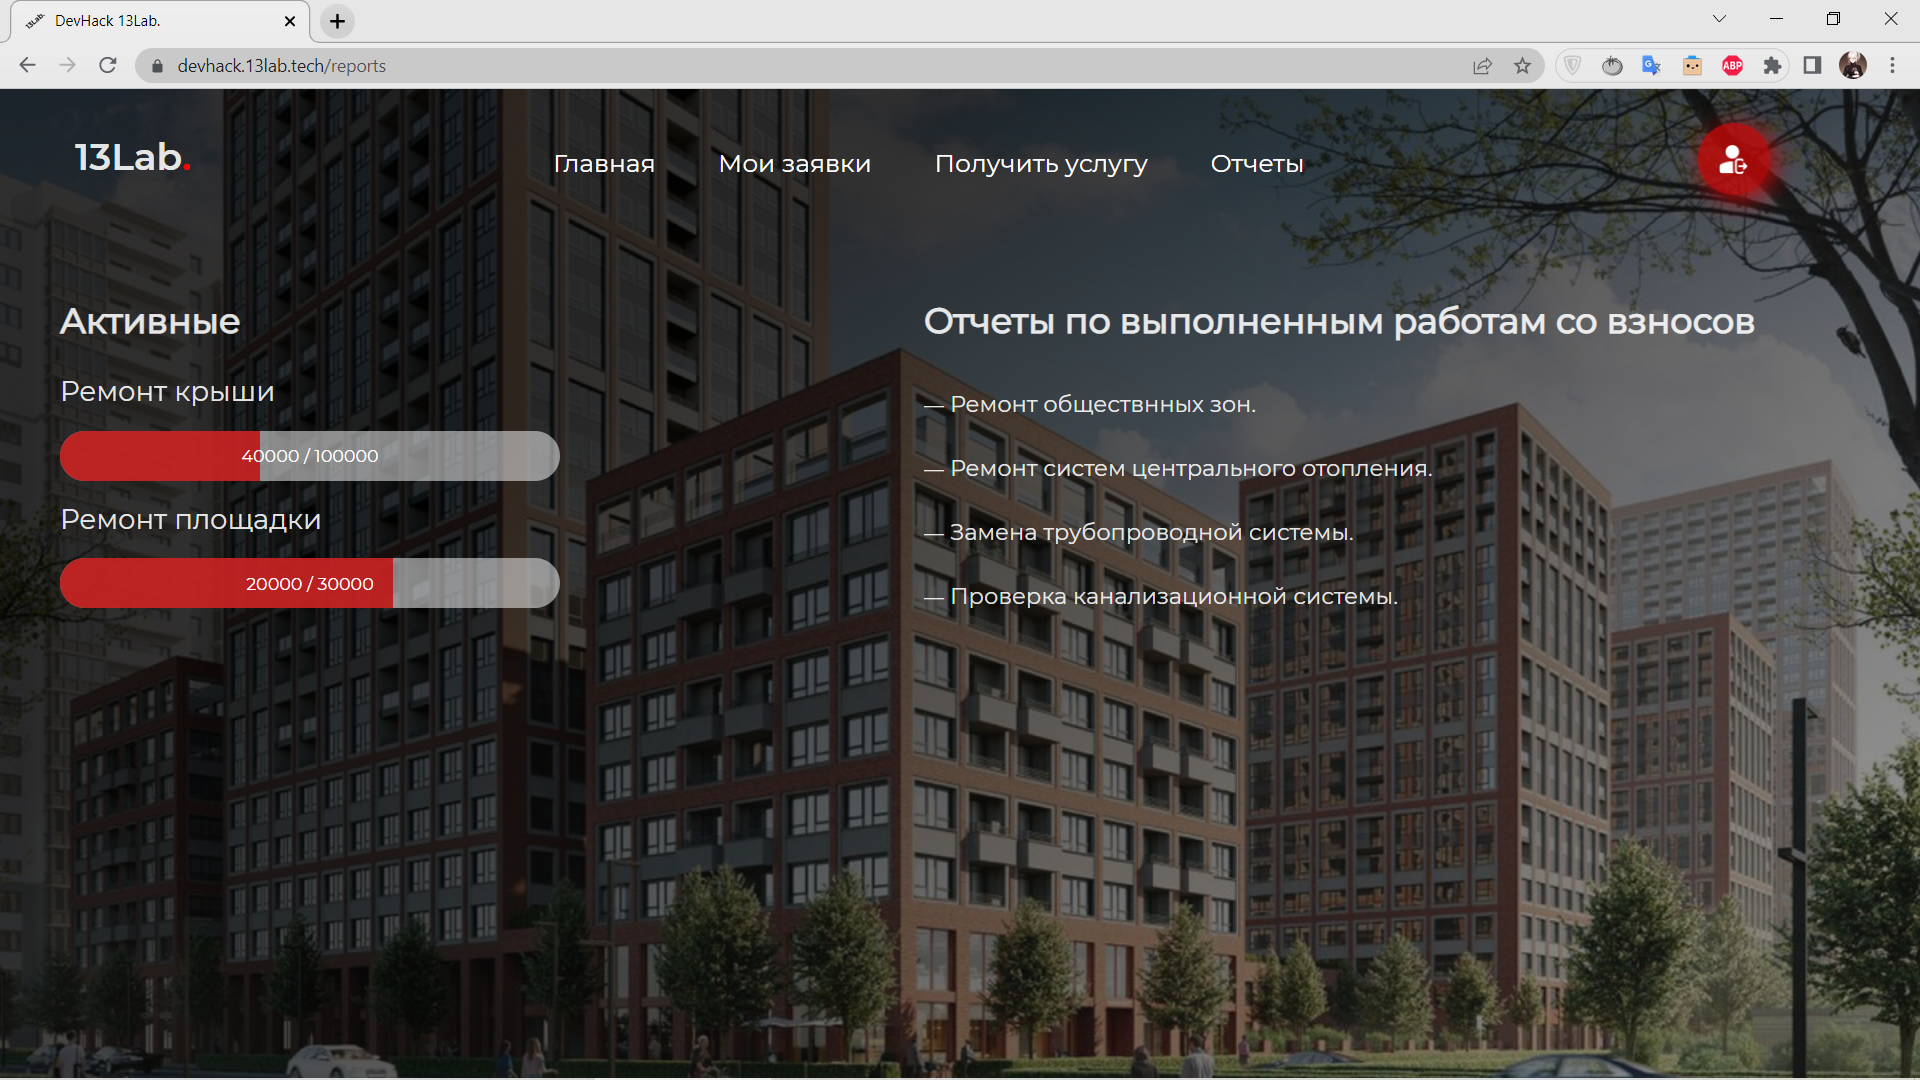 DevHack 13Lab.
devhack.13lab.tech/reports
ABP
13Lab.
Главная
Мои заявки
Получить услугу
Отчеты
Активные
Ремонт крыши
40000 / 100000
Ремонт площадки
20000 / 30000
Отчеты по выполненным работам со взносов
— Ремонт обществнных зон.
— Ремонт систем центрального отопления.
— Замена трубопроводной системы.
— Проверка канализационной системы.